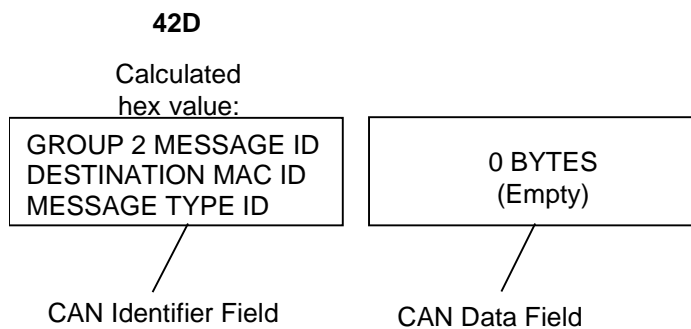 42D
Calculated
hex value:
GROUP 2 MESSAGE ID
DESTINATION MAC ID
MESSAGE TYPE ID
0 BYTES
(Empty)
CAN Identifier Field
CAN Data Field